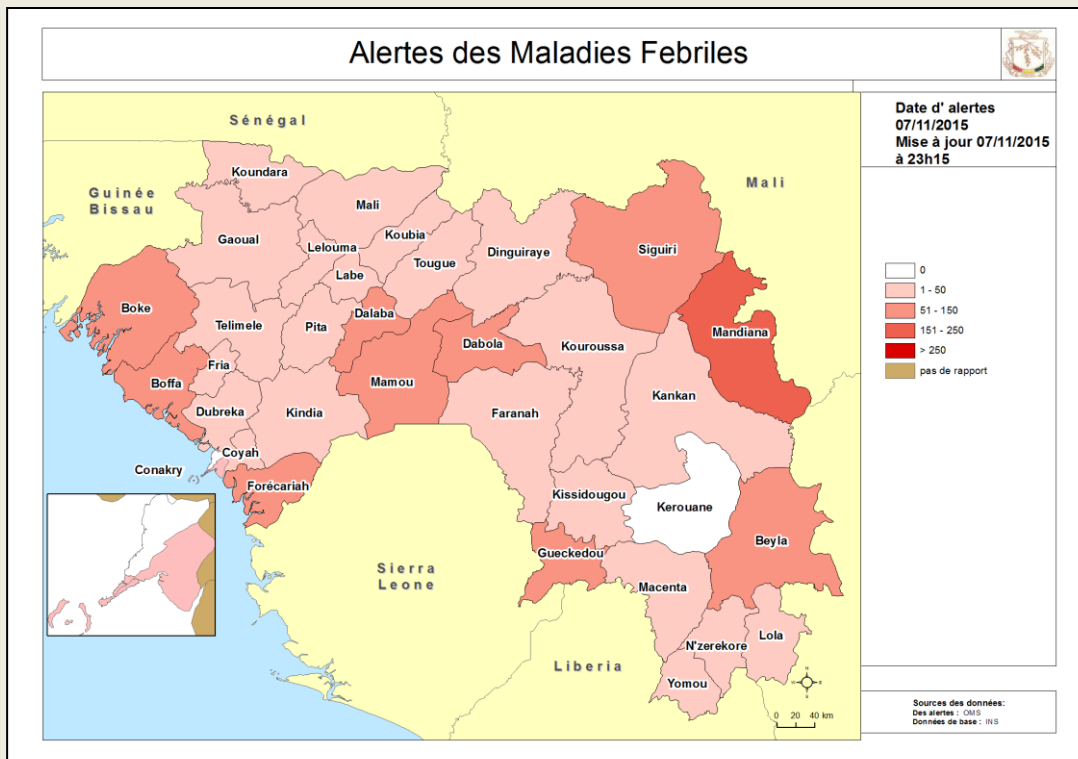 Alertes des Maladies Febriles
Date d' alertes
07/11/2015
Mise à jour 07/11/2015
à 23h15
Sénégal
Guinée
Bissau
Mali
Koundara
Mali
Gaoual
Koubia
Lelouma
Labe
Tougue
Dinguiraye
Siguiri
Boke
Telimele
Pita
Dalaba
Dabola
Kouroussa
Mandiana
Fria
Boffa
Mamou
Kankan
Dubreka
Kindia
Faranah
Coyah
Conakry
Forécariah
Kissidougou
Kerouane
Gueckedou
Beyla
Sierra
Leone
Macenta
N'zerekore
Lola
Liberia
Yomou
0
1 - 50
51 - 150
151 - 250
> 250
pas de rapport
0 20 40 km
Sources des données:
Des alertes : OMS
Données de base : INS